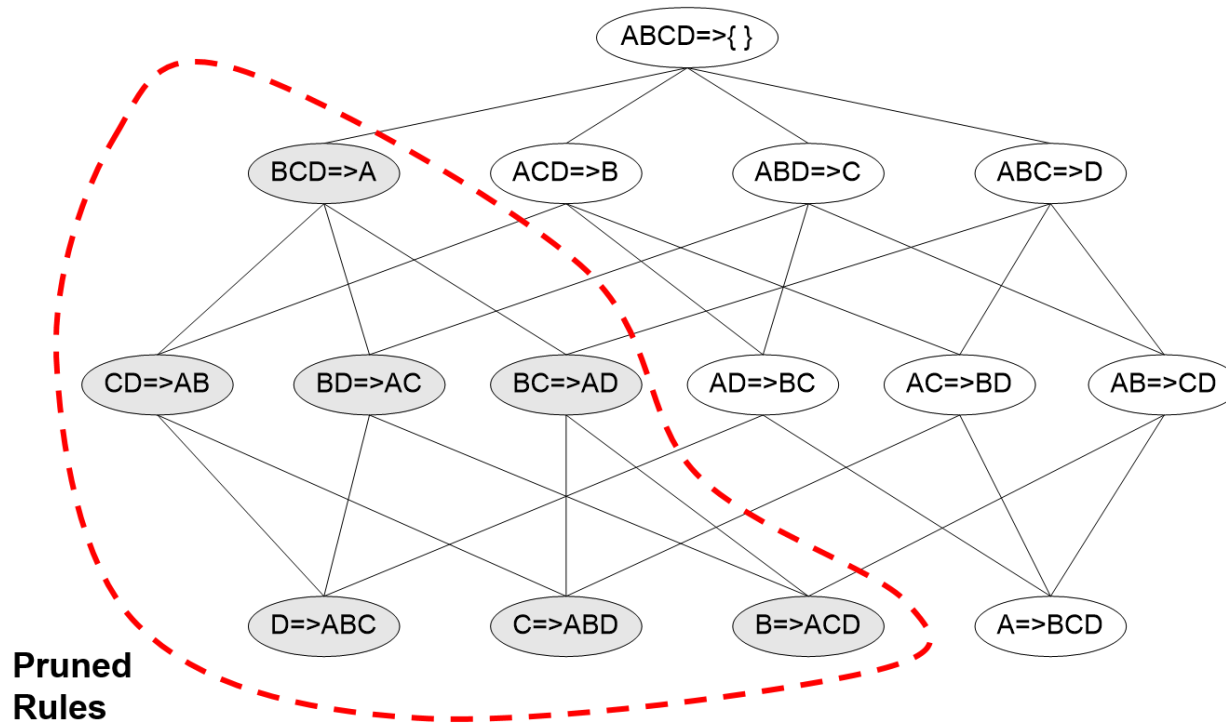 ABCD=>{ }
BCD=>A
ACD=>B
ABD=>C
ABC=>D
CD=>AB
BD=>AC
BC=>AD
AD=>BC
AC=>BD
AB=>CD
D=>ABC
C=>ABD
B=>ACD
A=>BCD
Pruned
Rules